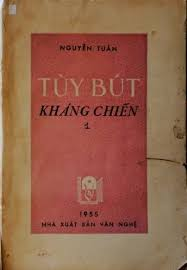 NGUYỄN TUÂN
TÙY BÚT
KHÁNG CHIẾN
1
1955
NHÀ XUẤT BẢN VĂN NGHỆ